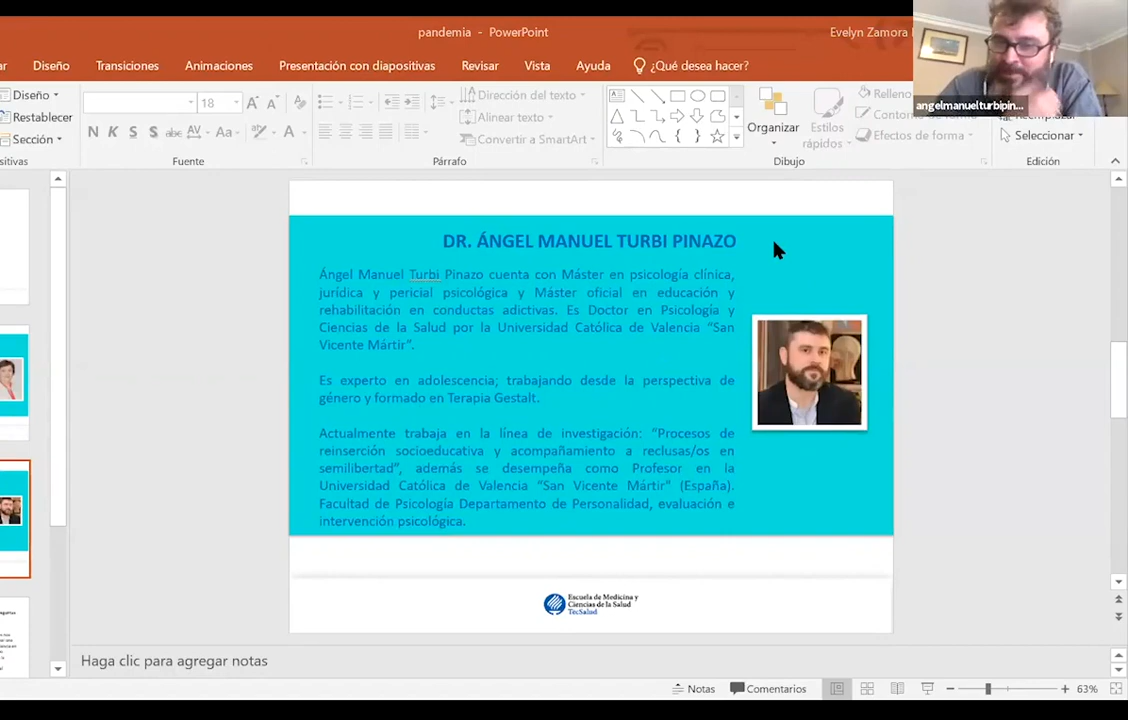 pandemia - PowerPoint
Evelyn Zamora
angelmanuelturbipin...
ar
Diseño
Transiciones
Animaciones
Presentación con diapositivas
Revisar
Vista
Ayuda
¿Qué desea hacer?
Diseño
Restablecer
Sección
sitivas
18
N K S S abc AV Aa A
Fuente
Dirección del texto
Alinear texto
Convertir a SmartArt
Párrafo
Organizar
Estilos
rápidos
Relleno
Efectos de forma
Dibujo
Seleccionar
Edición
DR. ÁNGEL MANUEL TURBI PINAZO
Ángel Manuel Turbi Pinazo cuenta con Máster en psicología clínica,
jurídica y pericial psicológica y Máster oficial en educación y
rehabilitación en conductas adictivas. Es Doctor en Psicología y
Ciencias de la Salud por la Universidad Católica de Valencia “San
Vicente Mártir”.
Es experto en adolescencia; trabajando desde la perspectiva de
género y formado en Terapia Gestalt.
Actualmente trabaja en la línea de investigación: “Procesos de
reinserción socioeducativa y acompañamiento a reclusas/os en
semilibertad”, además se desempeña como Profesor en la
Universidad Católica de Valencia “San Vicente Mártir” (España).
Facultad de Psicología Departamento de Personalidad, evaluación e
intervención psicológica.
Escuela de Medicina y
Ciencias de la Salud
TecSalud
Haga clic para agregar notas
Notas
Comentarios
63%